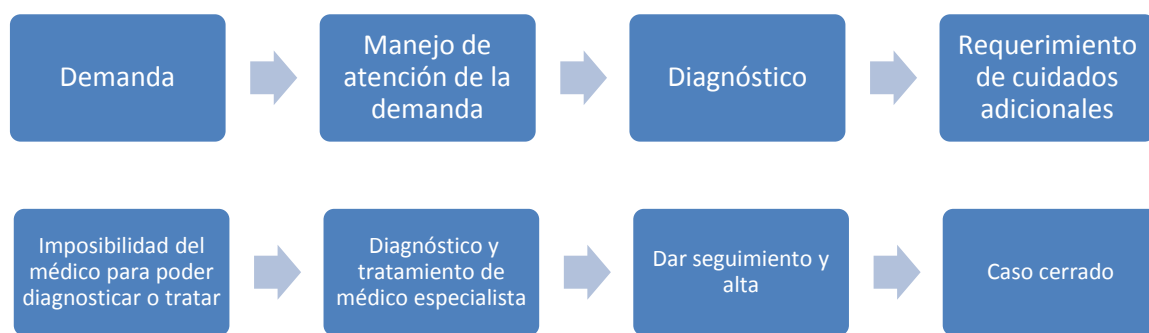 Demanda
Manejo de
atención de la
demanda
Diagnóstico
Requerimiento
de cuidados
adicionales
Imposibilidad del
médico para poder
diagnosticar o tratar
Diagnóstico y
tratamiento de
médico especialista
Dar seguimiento y
alta
Caso cerrado